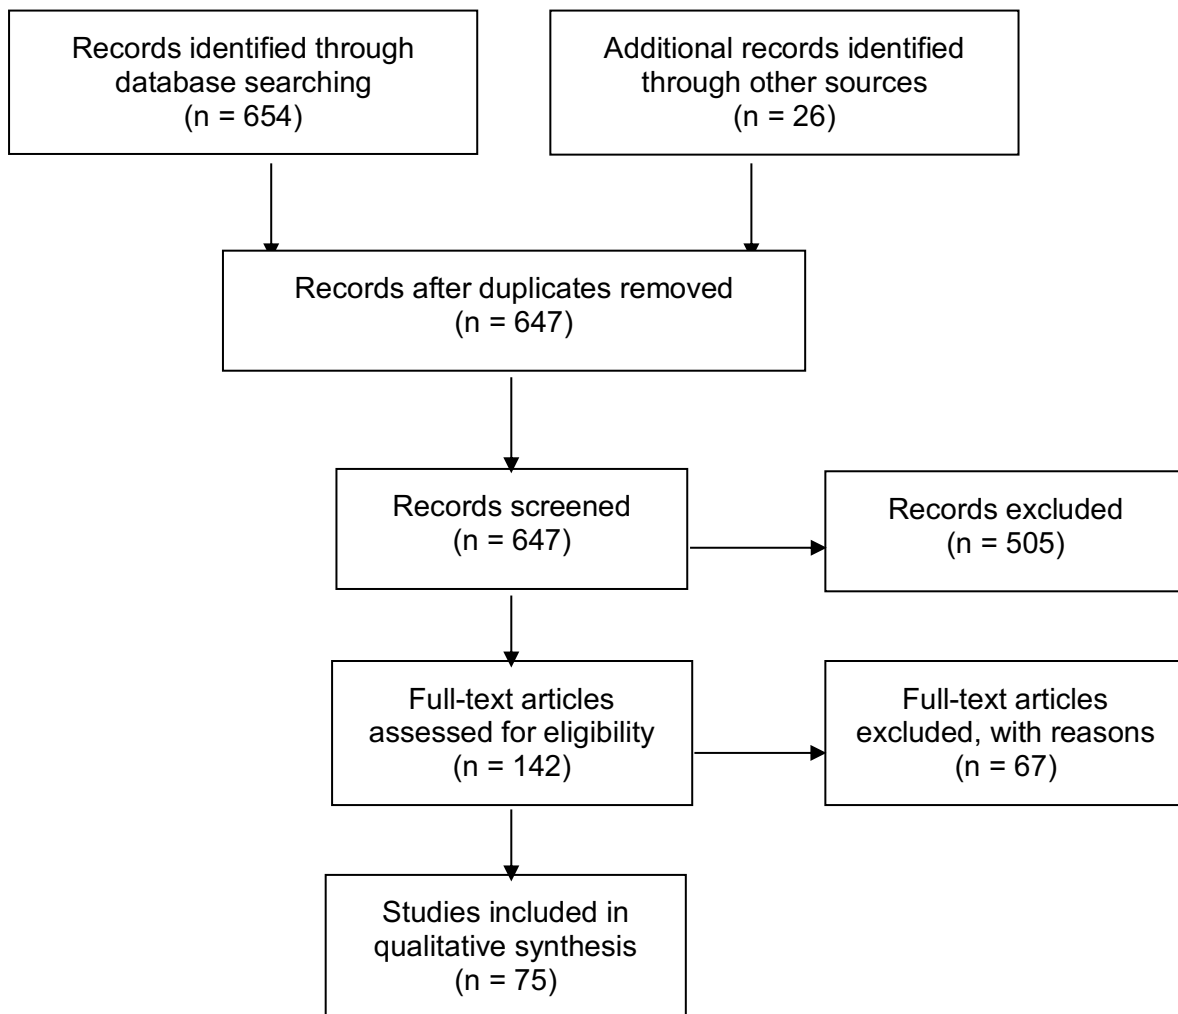 Records identified through
database searching
(n = 654)
Additional records identified
through other sources
(n = 26)
Records after duplicates removed
(n = 647)
Records screened
(n = 647)
Records excluded
(n = 505)
Full-text articles
assessed for eligibility
(n = 142)
Full-text articles
excluded, with reasons
(n = 67)
Studies included in
qualitative synthesis
(n = 75)